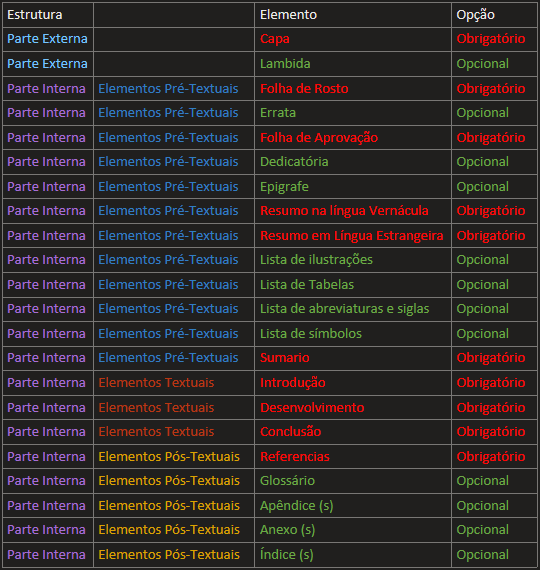 Estrutura Elemento Opção
Parte Externa Capa Obrigatório
Parte Externa Lambida Opcional
Parte Interna Elementos Pré-Textuais Folha de Rosto Obrigatório
Parte Interna Elementos Pré-Textuais Errata Opcional
Parte Interna Elementos Pré-Textuais Folha de Aprovação Obrigatório
Parte Interna Elementos Pré-Textuais Dedicatória Opcional
Parte Interna Elementos Pré-Textuais Epigrafe Opcional
Parte Interna Elementos Pré-Textuais Resumo na língua Vernácula Obrigatório
Parte Interna Elementos Pré-Textuais Resumo em Língua Estrangeira Obrigatório
Parte Interna Elementos Pré-Textuais Lista de ilustrações Opcional
Parte Interna Elementos Pré-Textuais Lista de Tabelas Opcional
Parte Interna Elementos Pré-Textuais Lista de abreviaturas e siglas Opcional
Parte Interna Elementos Pré-Textuais Lista de símbolos Opcional
Parte Interna Elementos Pré-Textuais Sumario Obrigatório
Parte Interna Elementos Textuais Introdução Obrigatório
Parte Interna Elementos Textuais Desenvolvimento Obrigatório
Parte Interna Elementos Textuais Conclusão Obrigatório
Parte Interna Elementos Pós-Textuais Referencias Obrigatório
Parte Interna Elementos Pós-Textuais Glossário Opcional
Parte Interna Elementos Pós-Textuais Apêndice (s) Opcional
Parte Interna Elementos Pós-Textuais Anexo (s) Opcional
Parte Interna Elementos Pós-Textuais Índice (s) Opcional